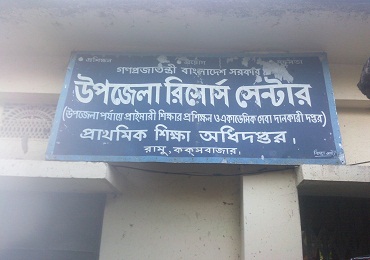 গণপ্রজাতন্ত্রী বাংলাদেশ সরকার
উপজেলা রিসোর্স সেন্টার
(উপজেলা পর্যায়ে প্রাইমারী শিক্ষার প্রশিক্ষন ও একাডেমিক সেবা দানকারী দপ্তর)
প্রাথমিক শিক্ষা অধিদপ্তর।
রামু, কক্সবাজার।